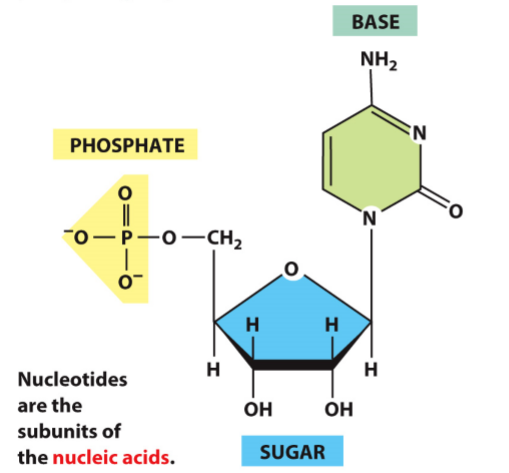 BASE
NH₂
N
PHOSPHATE
O
O
N
⁻O—P—O—CH₂
O⁻
O
H H
H H
OH OH
Nucleotides
are the
subunits of
the nucleic acids.
SUGAR